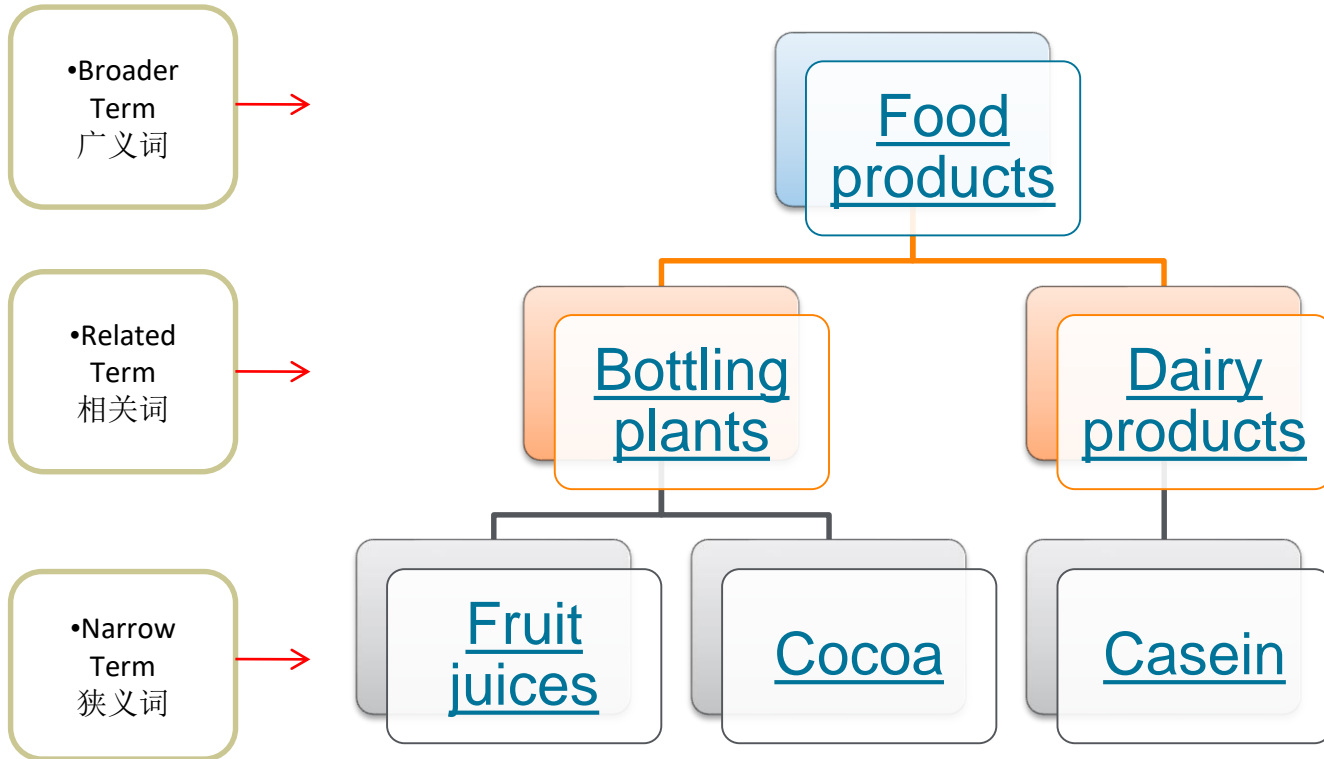 •Broader
Term
广义词
Food
products
•Related
Term
相关词
Bottling
plants
Dairy
products
•Narrow
Term
狭义词
Fruit
juices
Cocoa
Casein